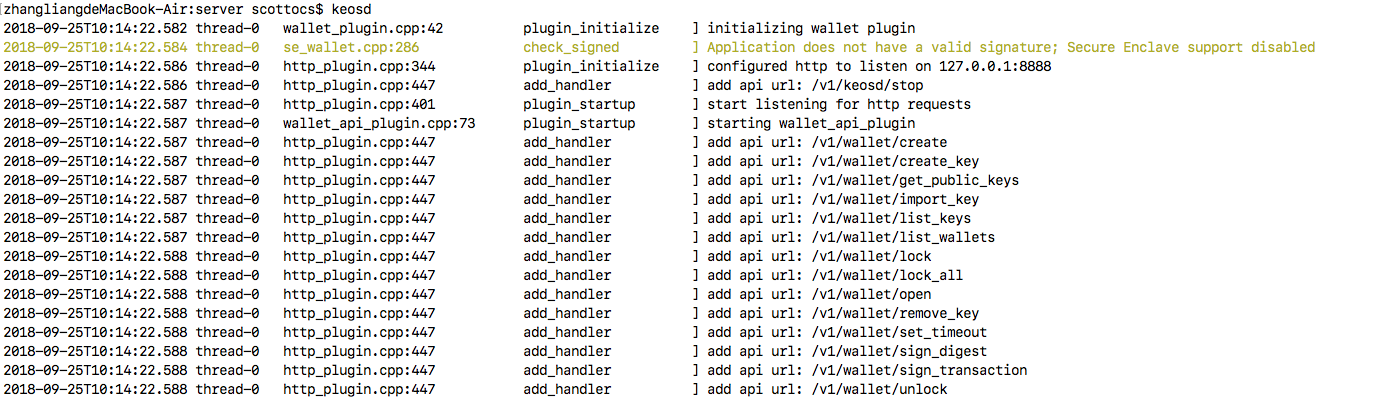 [zhangliangdeMacBook-Air:server scottocs$ keosd
2018-09-25T10:14:22.582 thread-0   wallet_plugin.cpp:42          plugin_initialize    ] initializing wallet plugin
2018-09-25T10:14:22.584 thread-0   se_wallet.cpp:286             check_signed         ] Application does not have a valid signature; Secure Enclave support disabled
2018-09-25T10:14:22.586 thread-0   http_plugin.cpp:344           plugin_initialize    ] configured http to listen on 127.0.0.1:8888
2018-09-25T10:14:22.586 thread-0   http_plugin.cpp:447           add_handler          ] add api url: /v1/keosd/stop
2018-09-25T10:14:22.587 thread-0   http_plugin.cpp:401           plugin_startup       ] start listening for http requests
2018-09-25T10:14:22.587 thread-0   wallet_api_plugin.cpp:73      plugin_startup       ] starting wallet_api_plugin
2018-09-25T10:14:22.587 thread-0   http_plugin.cpp:447           add_handler          ] add api url: /v1/wallet/create
2018-09-25T10:14:22.587 thread-0   http_plugin.cpp:447           add_handler          ] add api url: /v1/wallet/create_key
2018-09-25T10:14:22.587 thread-0   http_plugin.cpp:447           add_handler          ] add api url: /v1/wallet/get_public_keys
2018-09-25T10:14:22.587 thread-0   http_plugin.cpp:447           add_handler          ] add api url: /v1/wallet/import_key
2018-09-25T10:14:22.587 thread-0   http_plugin.cpp:447           add_handler          ] add api url: /v1/wallet/list_keys
2018-09-25T10:14:22.587 thread-0   http_plugin.cpp:447           add_handler          ] add api url: /v1/wallet/list_wallets
2018-09-25T10:14:22.588 thread-0   http_plugin.cpp:447           add_handler          ] add api url: /v1/wallet/lock
2018-09-25T10:14:22.588 thread-0   http_plugin.cpp:447           add_handler          ] add api url: /v1/wallet/lock_all
2018-09-25T10:14:22.588 thread-0   http_plugin.cpp:447           add_handler          ] add api url: /v1/wallet/open
2018-09-25T10:14:22.588 thread-0   http_plugin.cpp:447           add_handler          ] add api url: /v1/wallet/remove_key
2018-09-25T10:14:22.588 thread-0   http_plugin.cpp:447           add_handler          ] add api url: /v1/wallet/set_timeout
2018-09-25T10:14:22.588 thread-0   http_plugin.cpp:447           add_handler          ] add api url: /v1/wallet/sign_digest
2018-09-25T10:14:22.588 thread-0   http_plugin.cpp:447           add_handler          ] add api url: /v1/wallet/sign_transaction
2018-09-25T10:14:22.588 thread-0   http_plugin.cpp:447           add_handler          ] add api url: /v1/wallet/unlock